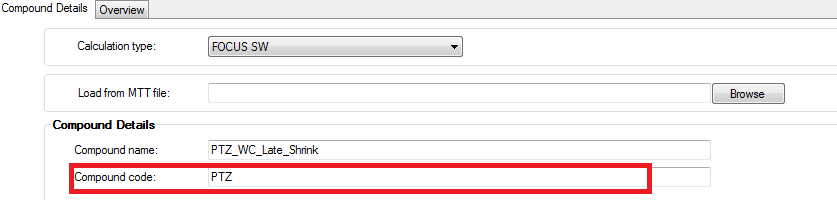 Compound Details Overview
Calculation type: FOCUS SW
Load from MTT file: Browse
Compound Details
Compound name: PTZ_WC_Late_Shrink
Compound code: PTZ